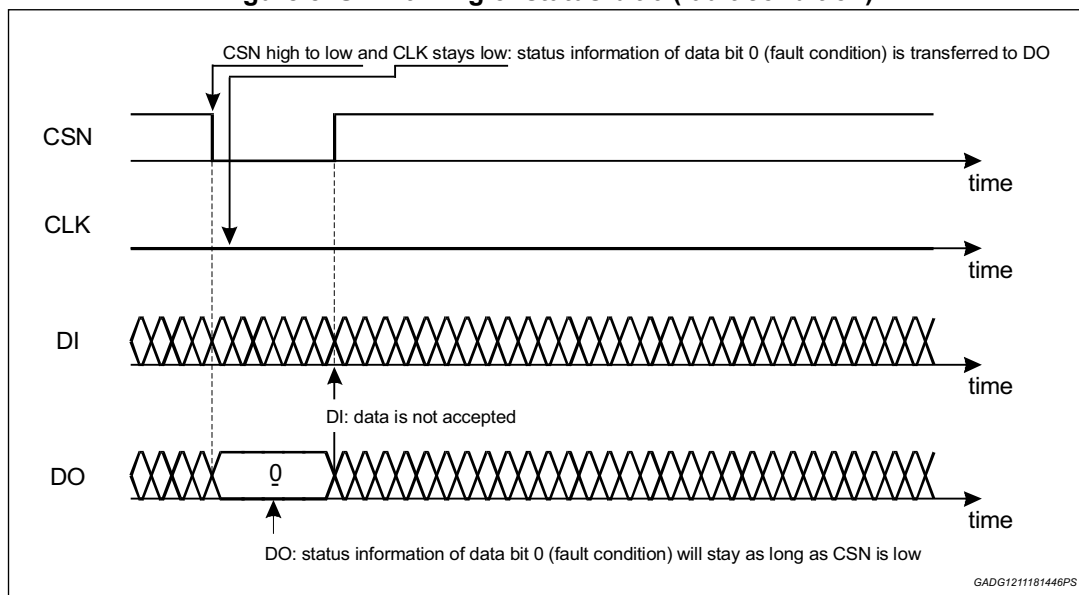 CSN high to low and CLK stays low: status information of data bit 0 (fault condition) is transferred to DO
CSN
time
CLK
time
DI
time
DI: data is not accepted
DO
0
time
DO: status information of data bit 0 (fault condition) will stay as long as CSN is low
GADG1211181446PS